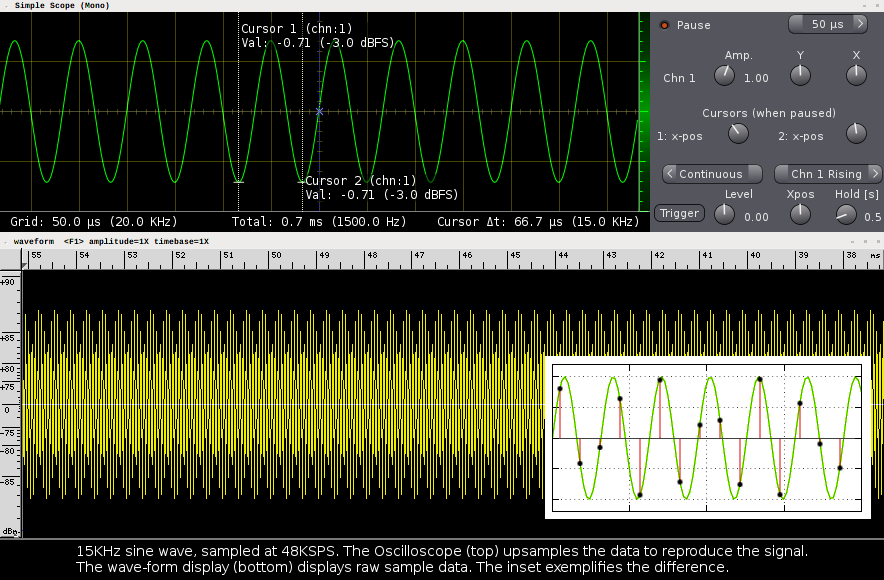 Simple Scope (Mono)
Cursor 1 (chn:1)
Val: -0.71 (-3.0 dBFS)
Cursor 2 (chn:1)
Val: -0.71 (-3.0 dBFS)
Grid: 50.0 µs (20.0 KHz) Total: 0.7 ms (1500.0 Hz) Cursor Δt: 66.7 µs (15.0 KHz)
Pause 50 µs
Amp. Y X
Chn 1 1.00
Cursors (when paused)
1: x-pos 2: x-pos
< Continuous > Chn 1 Rising >
Level Xpos Hold [s]
Trigger 0.00 0.5
waveform <F1> amplitude=1X timebase=1X
55 54 53 52 51 50 49 48 47 46 45 44 43 42 41 40 39 38 ms
+90
+85
+80
+75
0
-75
-80
-85
dBm
15KHz sine wave, sampled at 48KSPS. The Oscilloscope (top) upsamples the data to reproduce the signal.
The wave-form display (bottom) displays raw sample data. The inset exemplifies the difference.